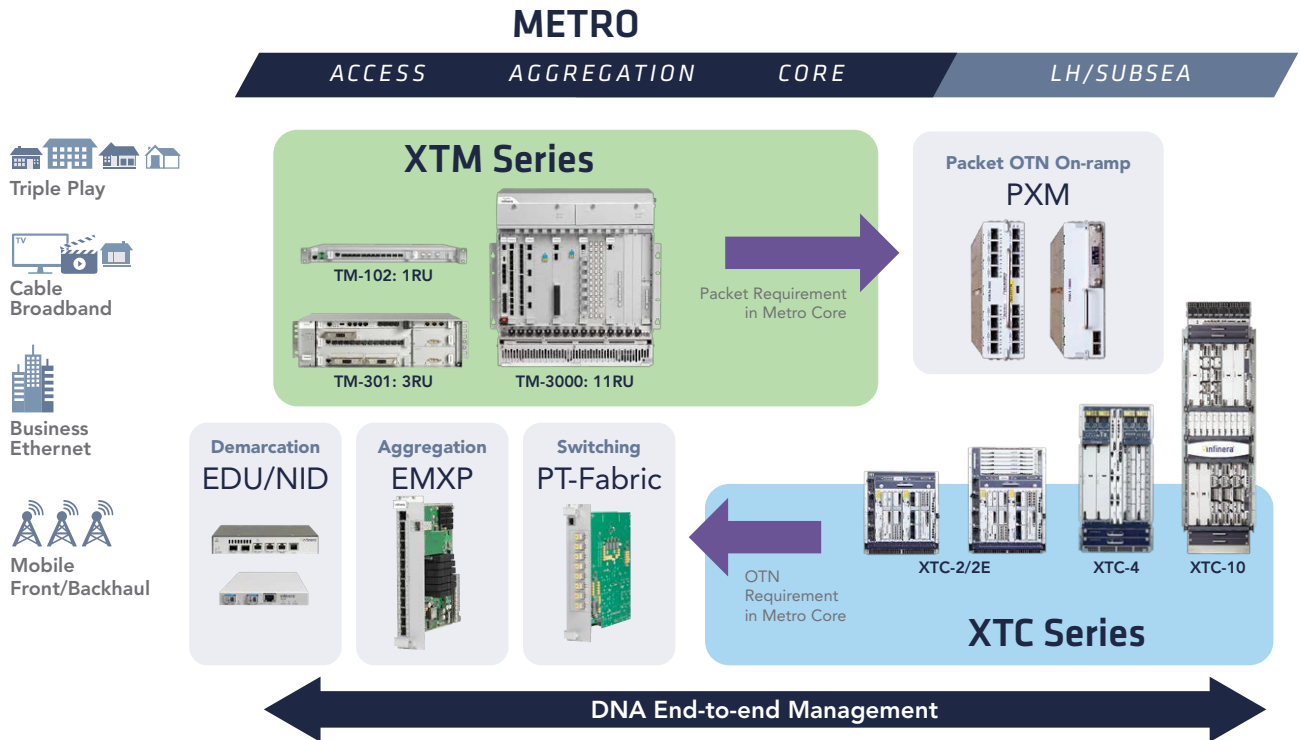 METRO
ACCESS
AGGREGATION
CORE
LH/SUBSEA
Triple Play
TV
Cable
Broadband
Business
Ethernet
Mobile
Front/Backhaul
XTM Series
TM-102: 1RU
TM-301: 3RU
TM-3000: 11RU
Packet Requirement
in Metro Core
Packet OTN On-ramp
PXM
Demarcation
EDU/NID
Aggregation
EMXP
Switching
PT-Fabric
OTN
Requirement
in Metro Core
infinera
XTC-2/2E
XTC-4
XTC-10
XTC Series
DNA End-to-end Management